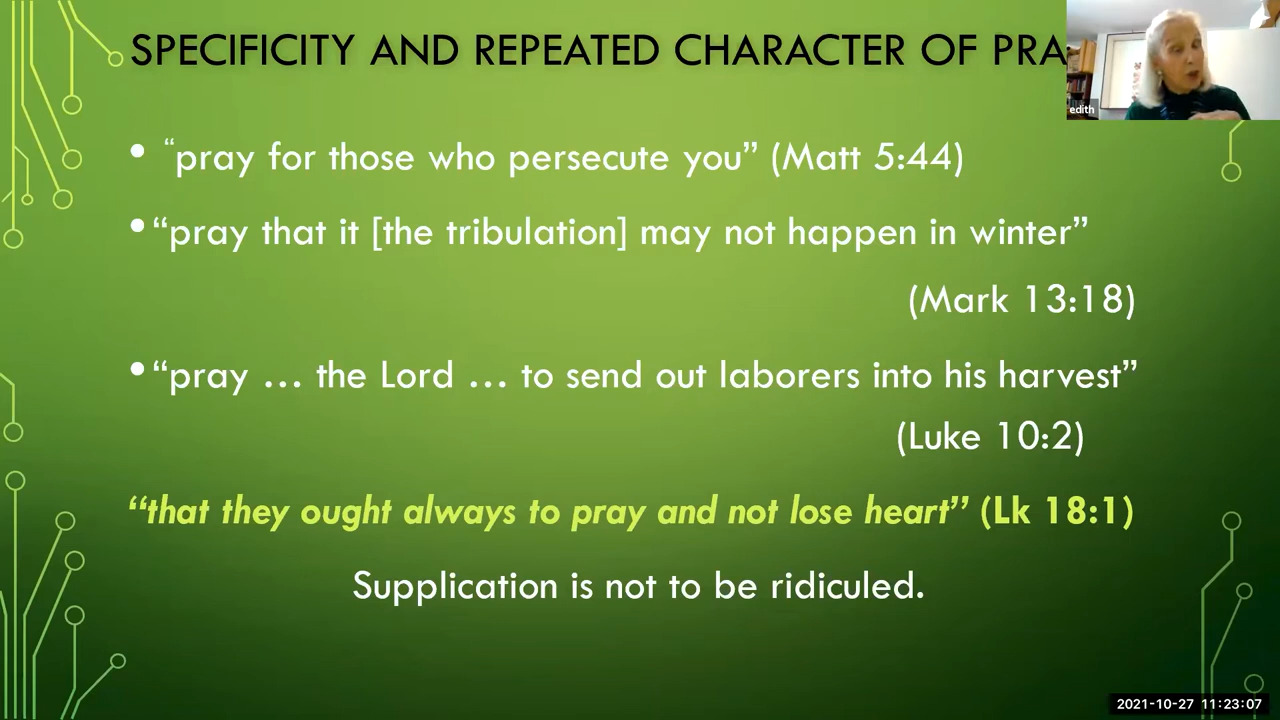 SPECIFICITY AND REPEATED CHARACTER OF PRA
edith
• “pray for those who persecute you” (Matt 5:44)
• “pray that it [the tribulation] may not happen in winter”
(Mark 13:18)
• “pray … the Lord … to send out laborers into his harvest”
(Luke 10:2)
“that they ought always to pray and not lose heart” (Lk 18:1)
Supplication is not to be ridiculed.
2021-10-27 11:23:07